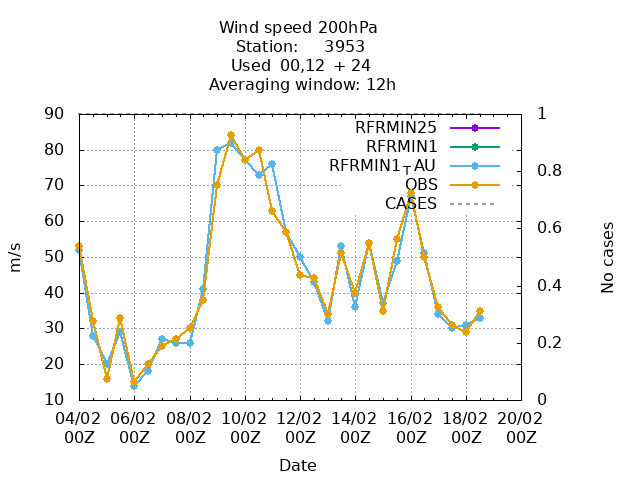 Wind speed 200hPa
Station: 3953
Used 00,12 + 24
Averaging window: 12h
90 1
RFRMIN25
80 RFRMIN1
RFRMIN1TAU 0.8
70 OBS
CASES
60 0.6
m/s
50
No cases
40 0.4
30
0.2
20
10 0
04/02 06/02 08/02 10/02 12/02 14/02 16/02 18/02 20/02
00Z 00Z 00Z 00Z 00Z 00Z 00Z 00Z 00Z
Date